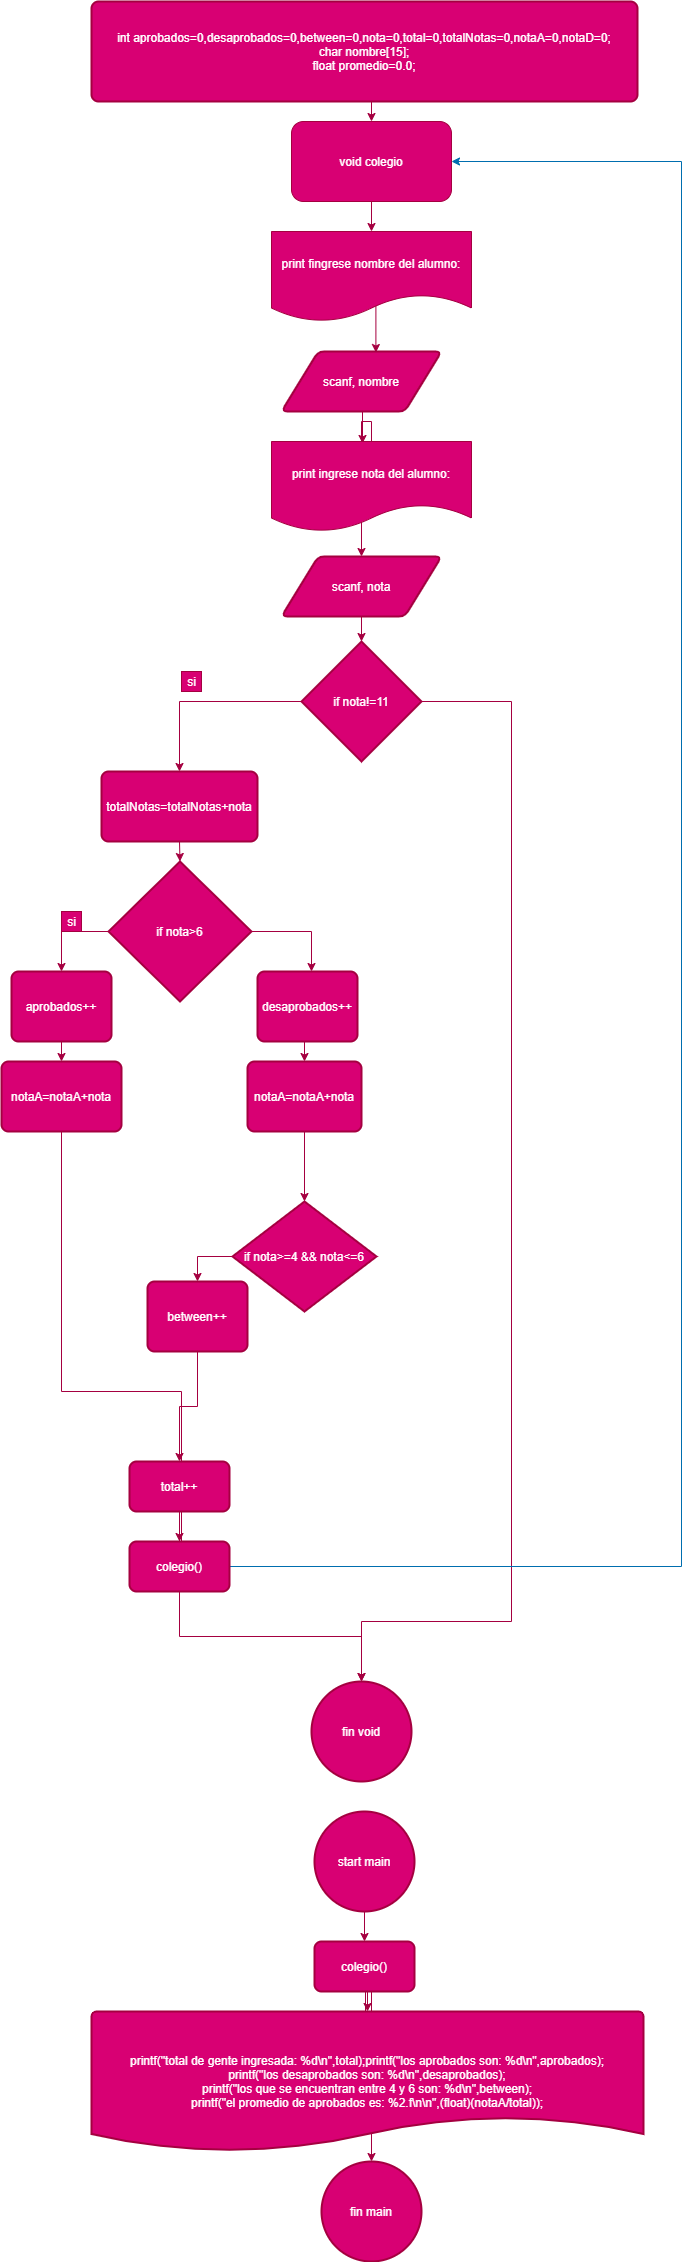 int aprobados=0,desaprobados=0,between=0,nota=0,total=0,totalNotas=0,notaA=0,notaD=0;
char nombre[15];
float promedio=0.0;
void colegio
print fingrese nombre del alumno:
scanf, nombre
print ingrese nota del alumno:
scanf, nota
if nota!=11
si
totalNotas=totalNotas+nota
if nota>6
si
aprobados++
desaprobados++
notaA=notaA+nota
notaA=notaA+nota
if nota>=4 && nota<=6
between++
total++
colegio()
fin void
start main
colegio()
printf("total de gente ingresada: %d\n",total);printf("los aprobados son: %d\n",aprobados);
printf("los desaprobados son: %d\n",desaprobados);
printf("los que se encuentran entre 4 y 6 son: %d\n",between);
printf("el promedio de aprobados es: %2.f\n\n",(float)(notaA/total));
fin main